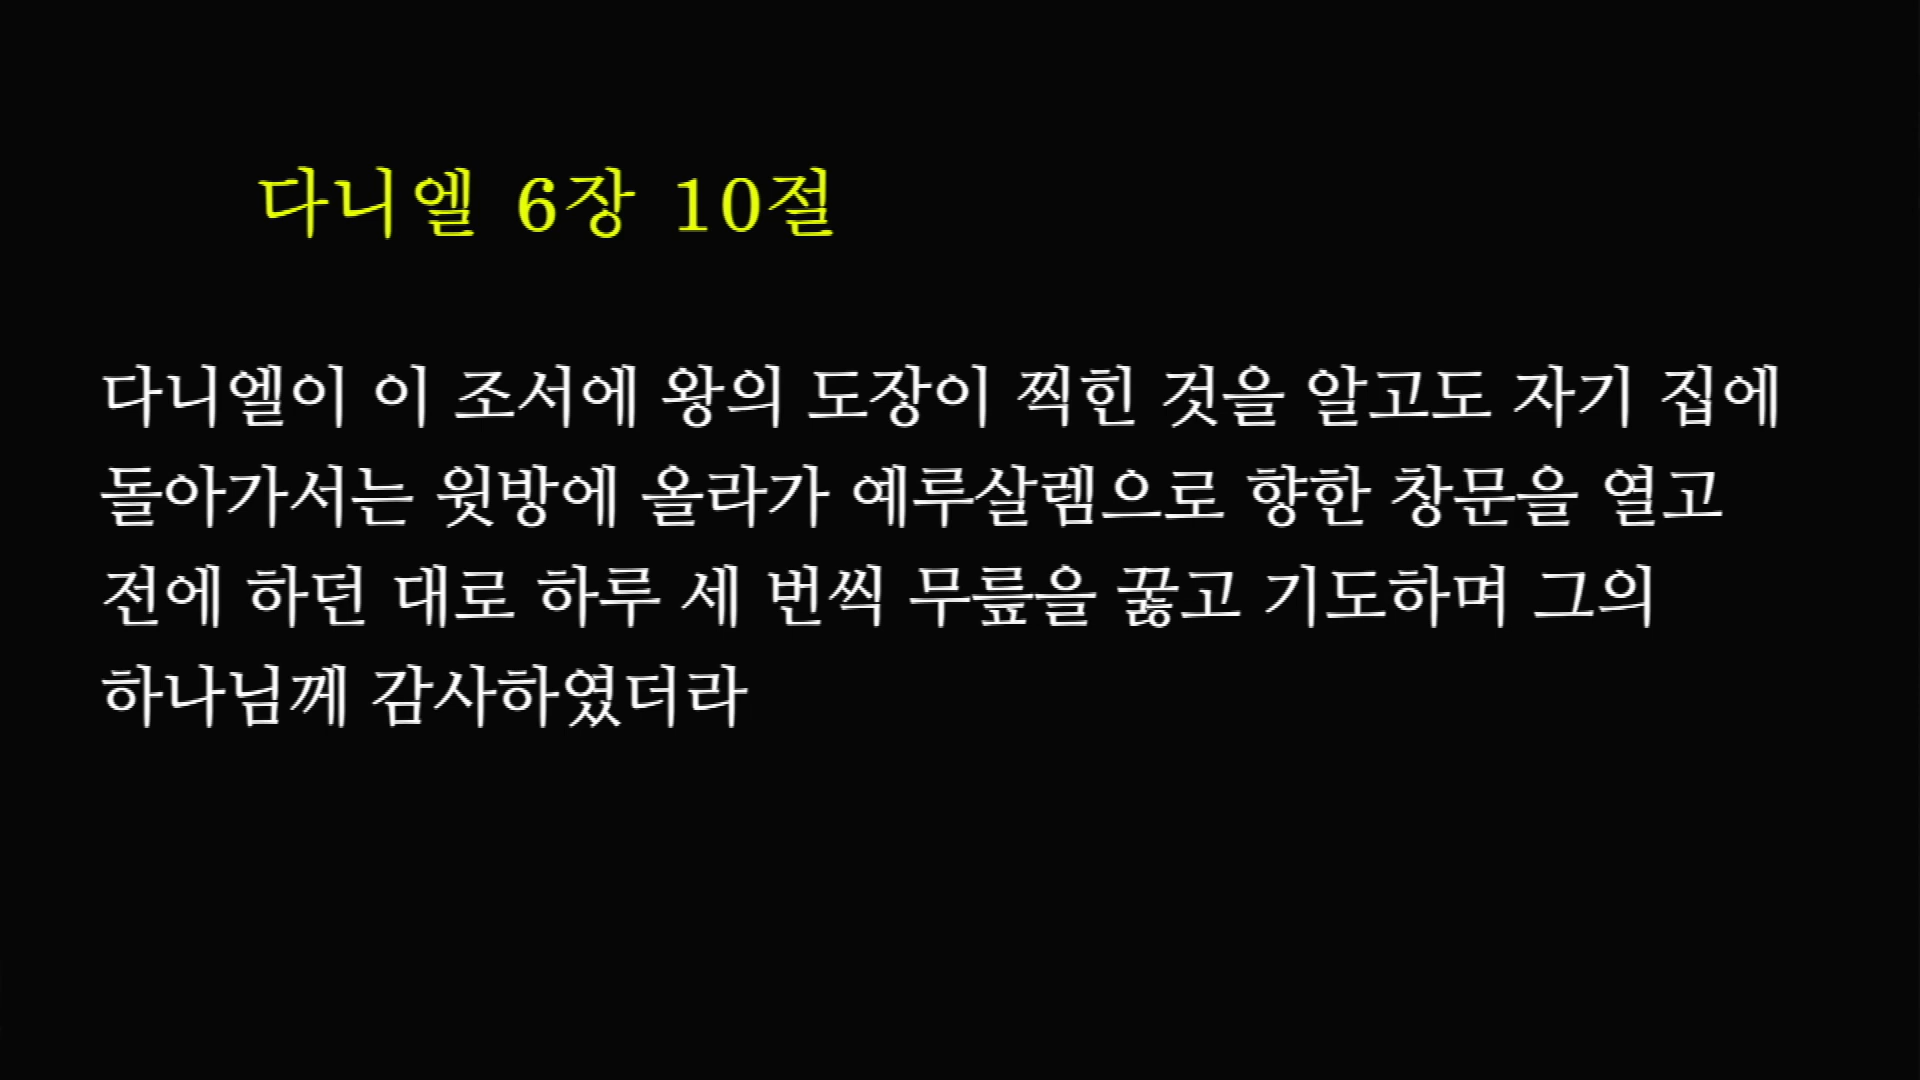 다니엘 6장 10절
다니엘이 이 조서에 왕의 도장이 찍힌 것을 알고도 자기 집에
돌아가서는 윗방에 올라가 예루살렘으로 향한 창문을 열고
전에 하던 대로 하루 세 번씩 무릎을 꿇고 기도하며 그의
하나님께 감사하였더라